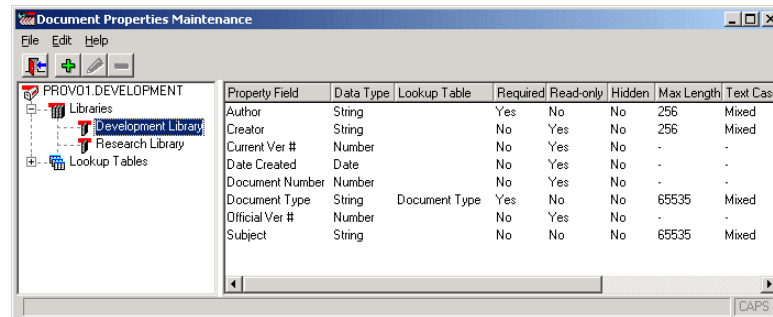 Document Properties Maintenance
File Edit Help
PROVO1.DEVELOPMENT
Libraries
Development Library
Research Library
Lookup Tables
Property Field Data Type Lookup Table Required Read-only Hidden Max Length Text Cas
Author String Yes No No 256 Mixed
Creator String No Yes No 256 Mixed
Current Ver # Number No Yes No - -
Date Created Date No Yes No - -
Document Number Number No Yes No - -
Document Type String Document Type Yes No No 65535 Mixed
Official Ver # Number No Yes No - -
Subject String No No No 65535 Mixed
CAPS